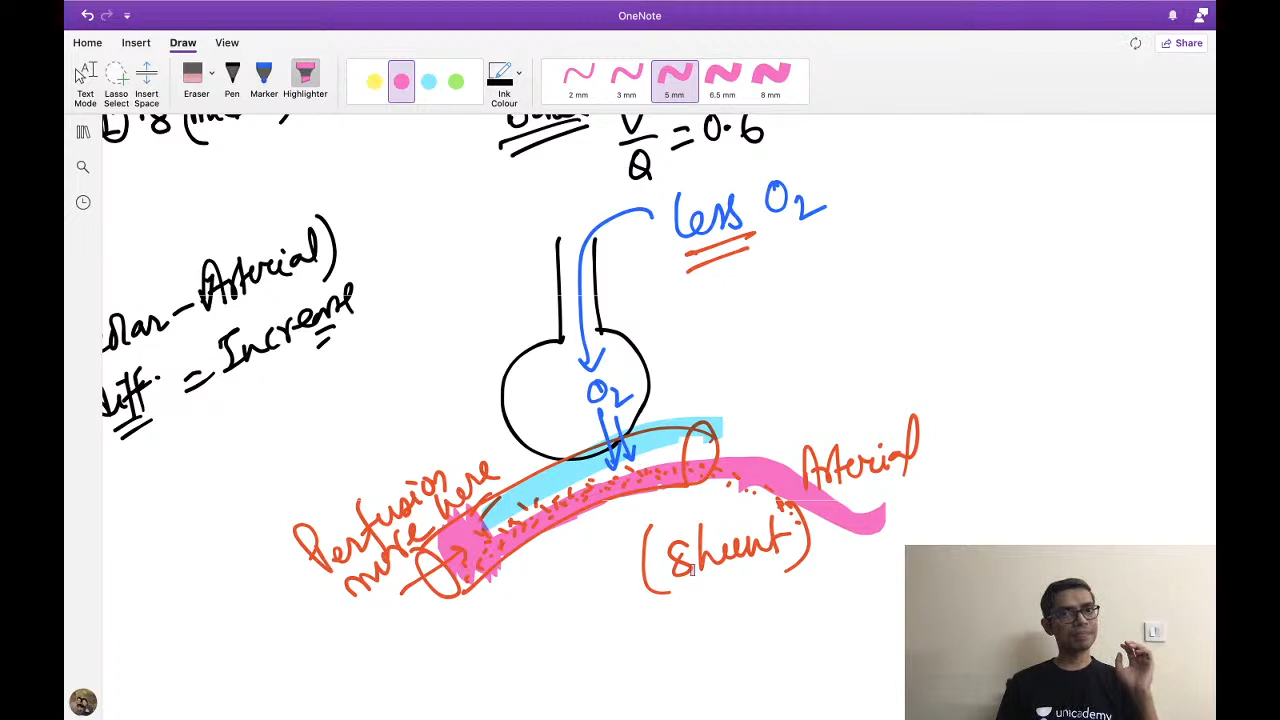 OneNote
Home Insert Draw View
Share
Text Mode
Lasso Select
Insert Space
Eraser
Pen
Marker
Highlighter
Ink Colour
2 mm
3 mm
5 mm
6.5 mm
8 mm
V/Q = 0.6
less O2
Arterial)
diff. = Increase
O2
Perfusion
more here
Arterial
(Shunt)
unacademy